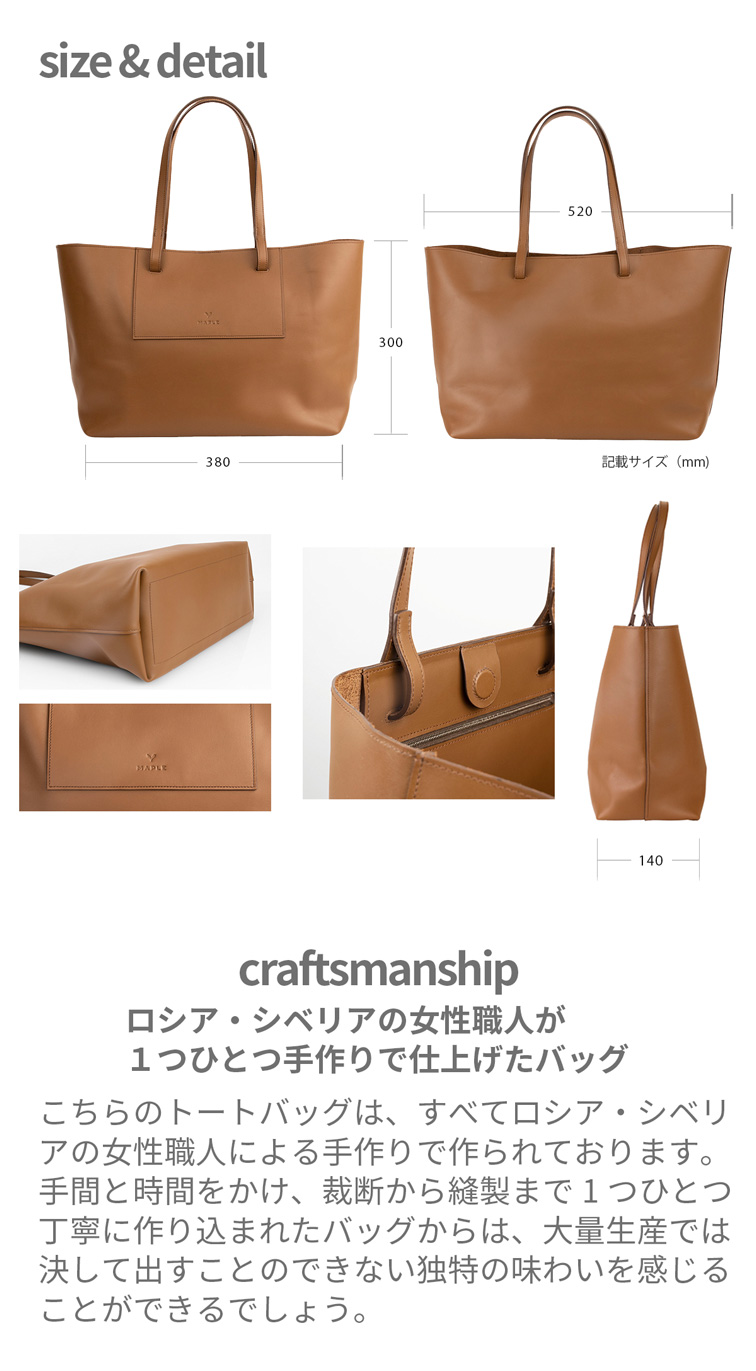 size & detail
520
300
MAPLE
380
記載サイズ（mm)
MAPLE
140
craftsmanship
ロシア・シベリアの女性職人が
１つひとつ手作りで仕上げたバッグ
こちらのトートバッグは、すべてロシア・シベリ
アの女性職人による手作りで作られております。
手間と時間をかけ、裁断から縫製まで１つひとつ
丁寧に作り込まれたバッグからは、大量生産では
決して出すことのできない独特の味わいを感じる
ことができるでしょう。